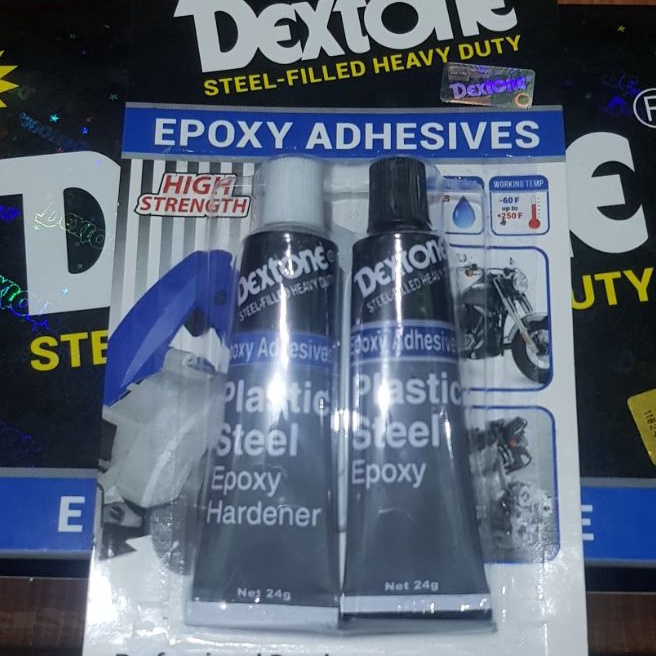 DEXTONE
STEEL-FILLED HEAVY DUTY
DEXTONE
EPOXY ADHESIVES
HIGH
STRENGTH
WORKING TEMP
-60 F
up to
+250 F
DEXTONE
STEEL-FILLED HEAVY
Epoxy Adhesives
Plastic
Steel
Epoxy
Hardener
Net 24g
DEXTONE
STEEL-FILLED HEAVY
Epoxy Adhesives
Plastic
Steel
Epoxy
Net 24g
D
E
STE
UTY
E
E